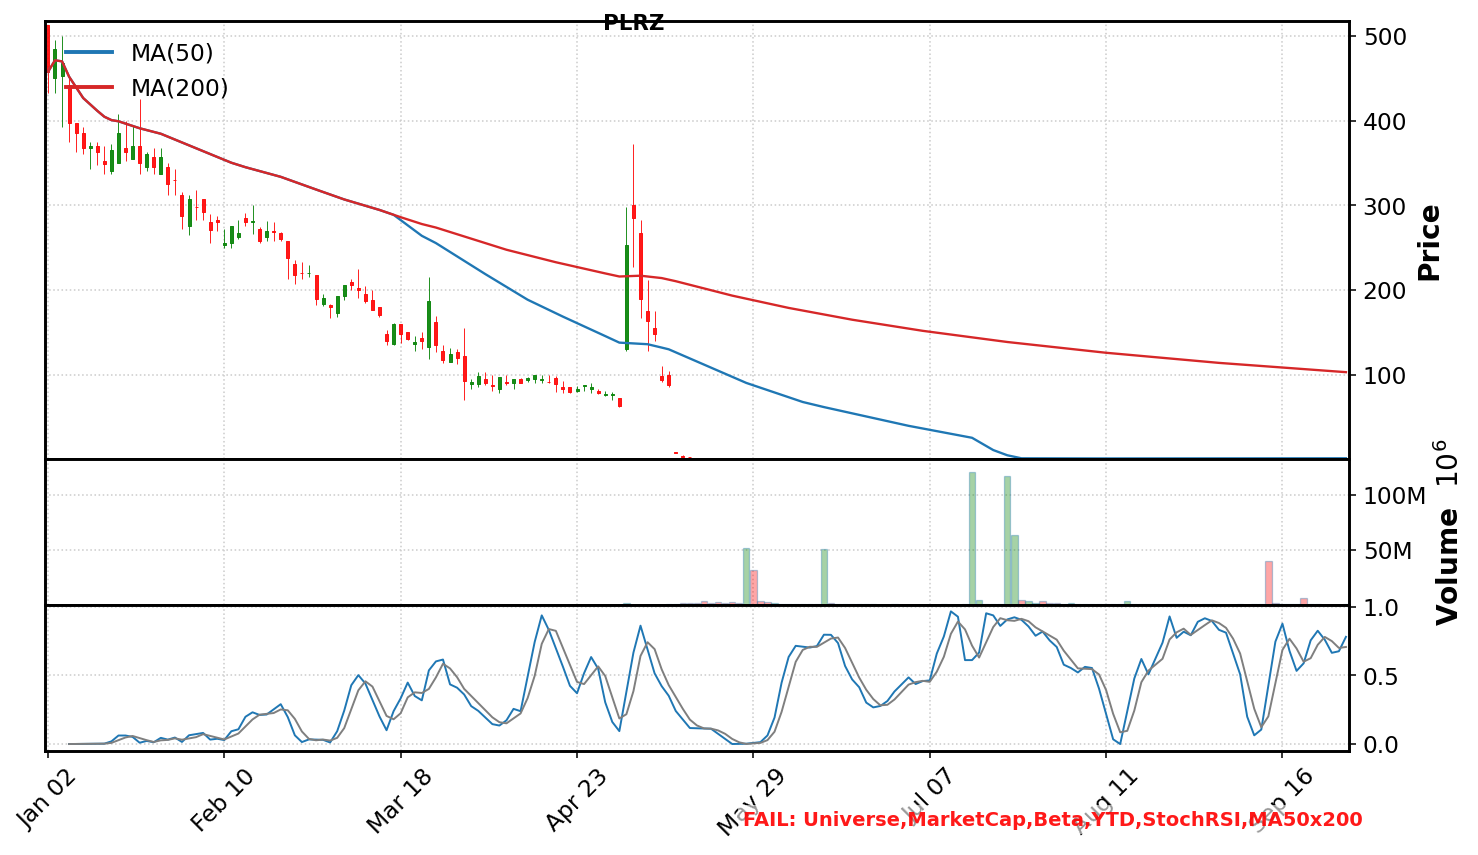 PLRZ
MA(50)
MA(200)
500
400
300
200
100
Price
10⁶
100M
50M
Volume
1.0
0.5
0.0
Jan 02
Feb 10
Mar 18
Apr 23
May 29
Jul 07
Aug 11
Sep 16
FAIL: Universe,MarketCap,Beta,YTD,StochRSI,MA50x200